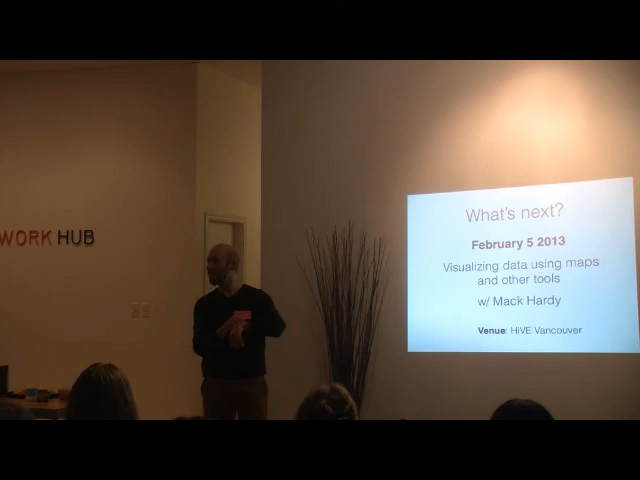 WORK HUB
What's next?
February 5 2013
Visualizing data using maps
and other tools
w/ Mack Hardy
Venue: HiVE Vancouver